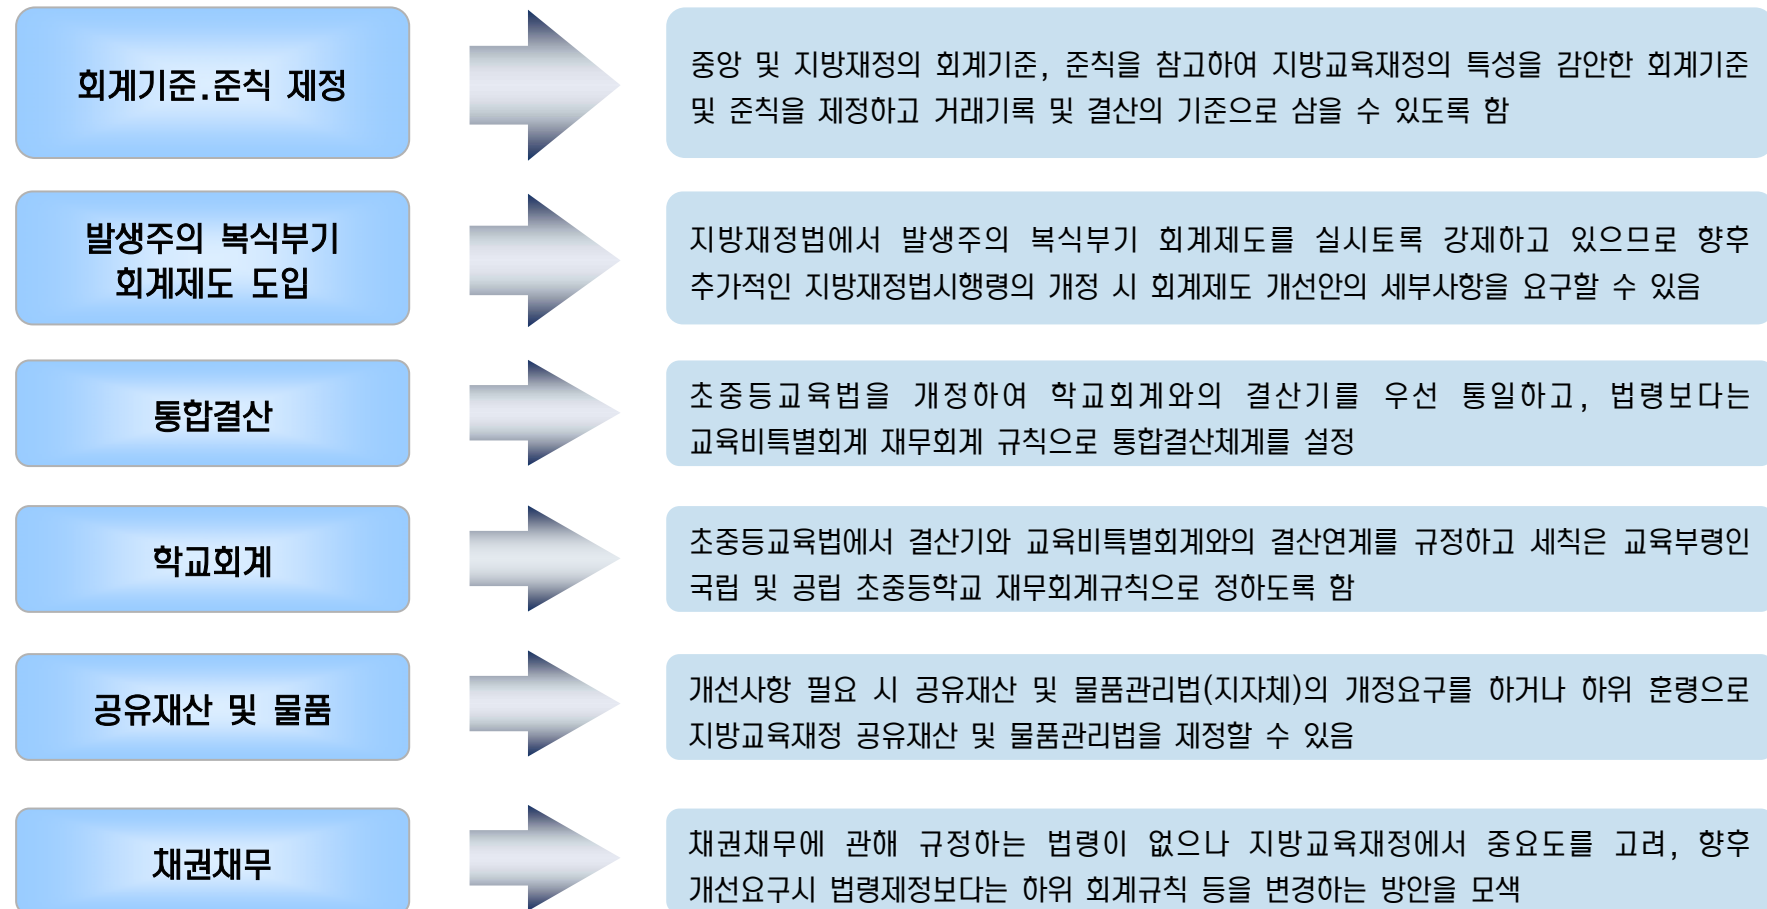 회계기준.준칙 제정
중앙 및 지방재정의 회계기준, 준칙을 참고하여 지방교육재정의 특성을 감안한 회계기준
및 준칙을 제정하고 거래기록 및 결산의 기준으로 삼을 수 있도록 함
발생주의 복식부기
회계제도 도입
지방재정법에서 발생주의 복식부기 회계제도를 실시토록 강제하고 있으므로 향후
추가적인 지방재정법시행령의 개정 시 회계제도 개선안의 세부사항을 요구할 수 있음
통합결산
초중등교육법을 개정하여 학교회계와의 결산기를 우선 통일하고, 법령보다는
교육비특별회계 재무회계 규칙으로 통합결산체계를 설정
학교회계
초중등교육법에서 결산기와 교육비특별회계와의 결산연계를 규정하고 세칙은 교육부령인
국립 및 공립 초중등학교 재무회계규칙으로 정하도록 함
공유재산 및 물품
개선사항 필요 시 공유재산 및 물품관리법(지자체)의 개정요구를 하거나 하위 훈령으로
지방교육재정 공유재산 및 물품관리법을 제정할 수 있음
채권채무
채권채무에 관해 규정하는 법령이 없으나 지방교육재정에서 중요도를 고려, 향후
개선요구시 법령제정보다는 하위 회계규칙 등을 변경하는 방안을 모색